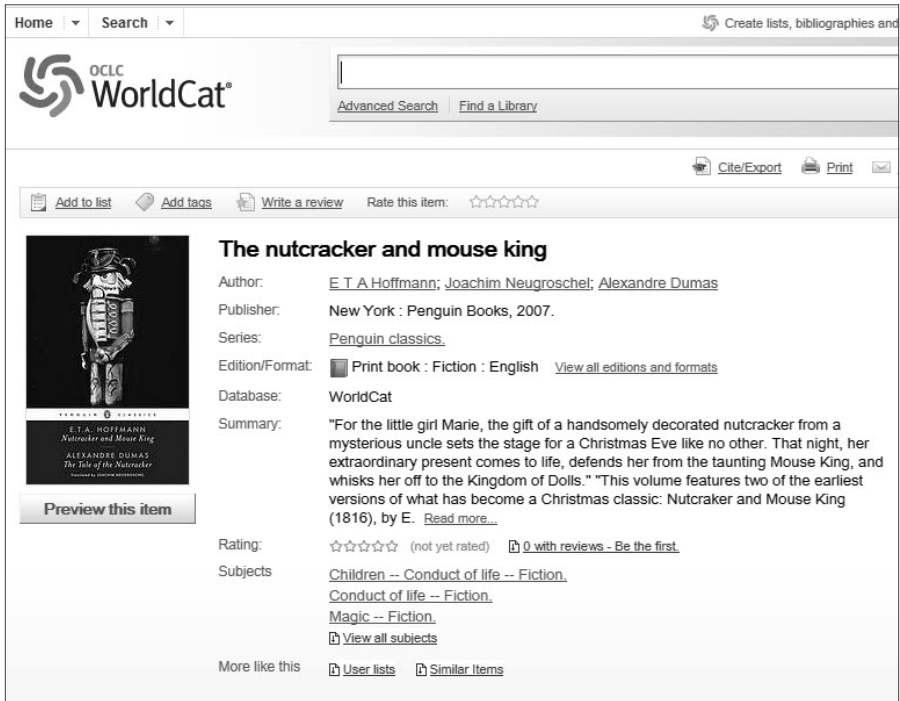 Home Search Create lists, bibliographies and
OCLC
WorldCat®
Advanced Search Find a Library
Cite/Export Print
Add to list Add tags Write a review Rate this item:
The nutcracker and mouse king
Author: E T A Hoffmann; Joachim Neugroschel; Alexandre Dumas
Publisher: New York : Penguin Books, 2007.
Series: Penguin classics.
Edition/Format: Print book : Fiction : English View all editions and formats
Database: WorldCat
Summary: "For the little girl Marie, the gift of a handsomely decorated nutcracker from a
mysterious uncle sets the stage for a Christmas Eve like no other. That night, her
extraordinary present comes to life, defends her from the taunting Mouse King, and
whisks her off to the Kingdom of Dolls." "This volume features two of the earliest
versions of what has become a Christmas classic: Nutcraker and Mouse King
(1816), by E. Read more...
PENGUIN CLASSICS
E.T.A. HOFFMANN
Nutcracker and Mouse King
ALEXANDRE DUMAS
The Tale of the Nutcracker
Translated by JOACHIM NEUGROSCHEL
Preview this item
Rating: (not yet rated) 0 with reviews - Be the first.
Subjects Children -- Conduct of life -- Fiction.
Conduct of life -- Fiction.
Magic -- Fiction.
View all subjects
More like this User lists Similar Items